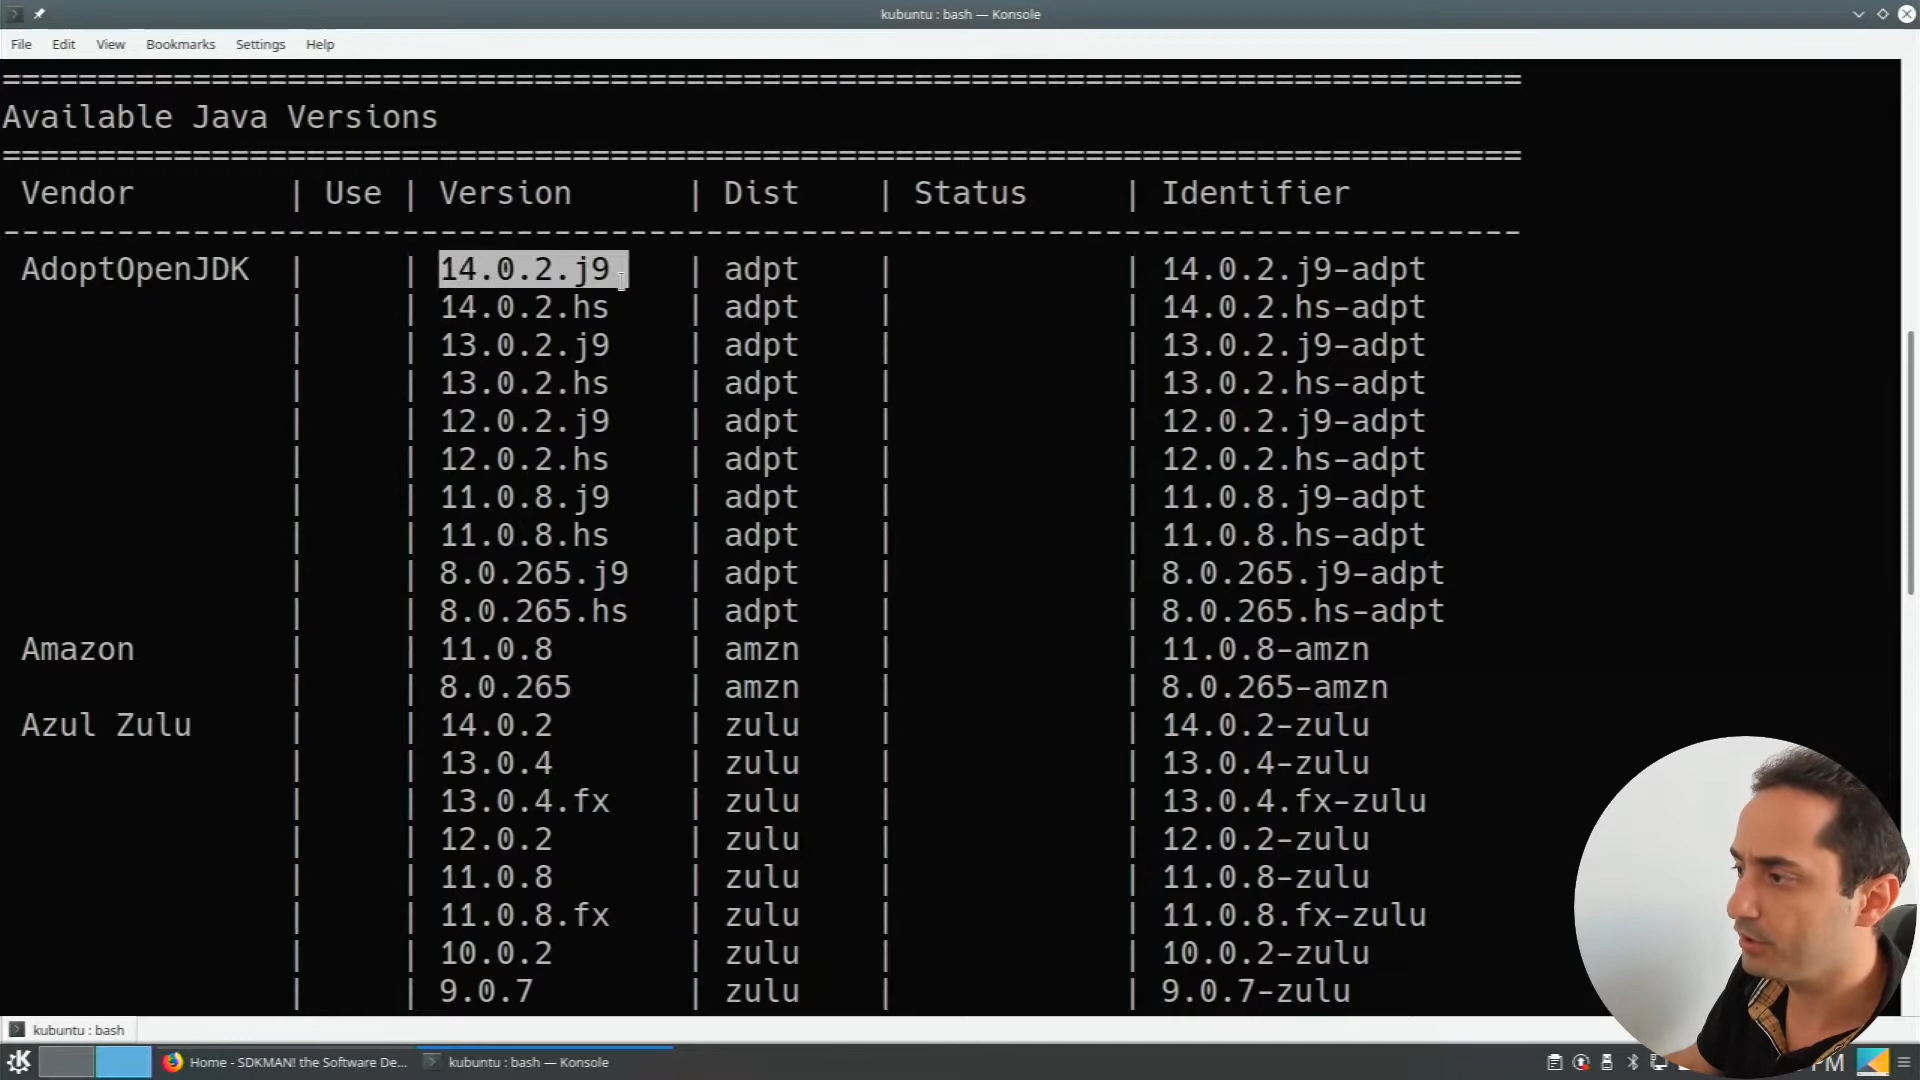 kubuntu : bash — Konsole
File Edit View Bookmarks Settings Help
================================================================================
Available Java Versions
================================================================================
Vendor | Use | Version | Dist | Status | Identifier
--------------------------------------------------------------------------------
AdoptOpenJDK | | 14.0.2.j9 | adpt | | 14.0.2.j9-adpt
| | 14.0.2.hs | adpt | | 14.0.2.hs-adpt
| | 13.0.2.j9 | adpt | | 13.0.2.j9-adpt
| | 13.0.2.hs | adpt | | 13.0.2.hs-adpt
| | 12.0.2.j9 | adpt | | 12.0.2.j9-adpt
| | 12.0.2.hs | adpt | | 12.0.2.hs-adpt
| | 11.0.8.j9 | adpt | | 11.0.8.j9-adpt
| | 11.0.8.hs | adpt | | 11.0.8.hs-adpt
| | 8.0.265.j9 | adpt | | 8.0.265.j9-adpt
| | 8.0.265.hs | adpt | | 8.0.265.hs-adpt
Amazon | | 11.0.8 | amzn | | 11.0.8-amzn
| | 8.0.265 | amzn | | 8.0.265-amzn
Azul Zulu | | 14.0.2 | zulu | | 14.0.2-zulu
| | 13.0.4 | zulu | | 13.0.4-zulu
| | 13.0.4.fx | zulu | | 13.0.4.fx-zulu
| | 12.0.2 | zulu | | 12.0.2-zulu
| | 11.0.8 | zulu | | 11.0.8-zulu
| | 11.0.8.fx | zulu | | 11.0.8.fx-zulu
| | 10.0.2 | zulu | | 10.0.2-zulu
| | 9.0.7 | zulu | | 9.0.7-zulu
kubuntu : bash
Home - SDKMAN! the Software De... kubuntu : bash — Konsole PM